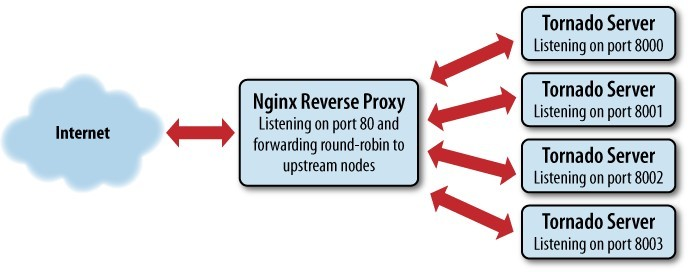 Internet
Nginx Reverse Proxy
Listening on port 80 and
forwarding round-robin to
upstream nodes
Tornado Server
Listening on port 8000
Tornado Server
Listening on port 8001
Tornado Server
Listening on port 8002
Tornado Server
Listening on port 8003